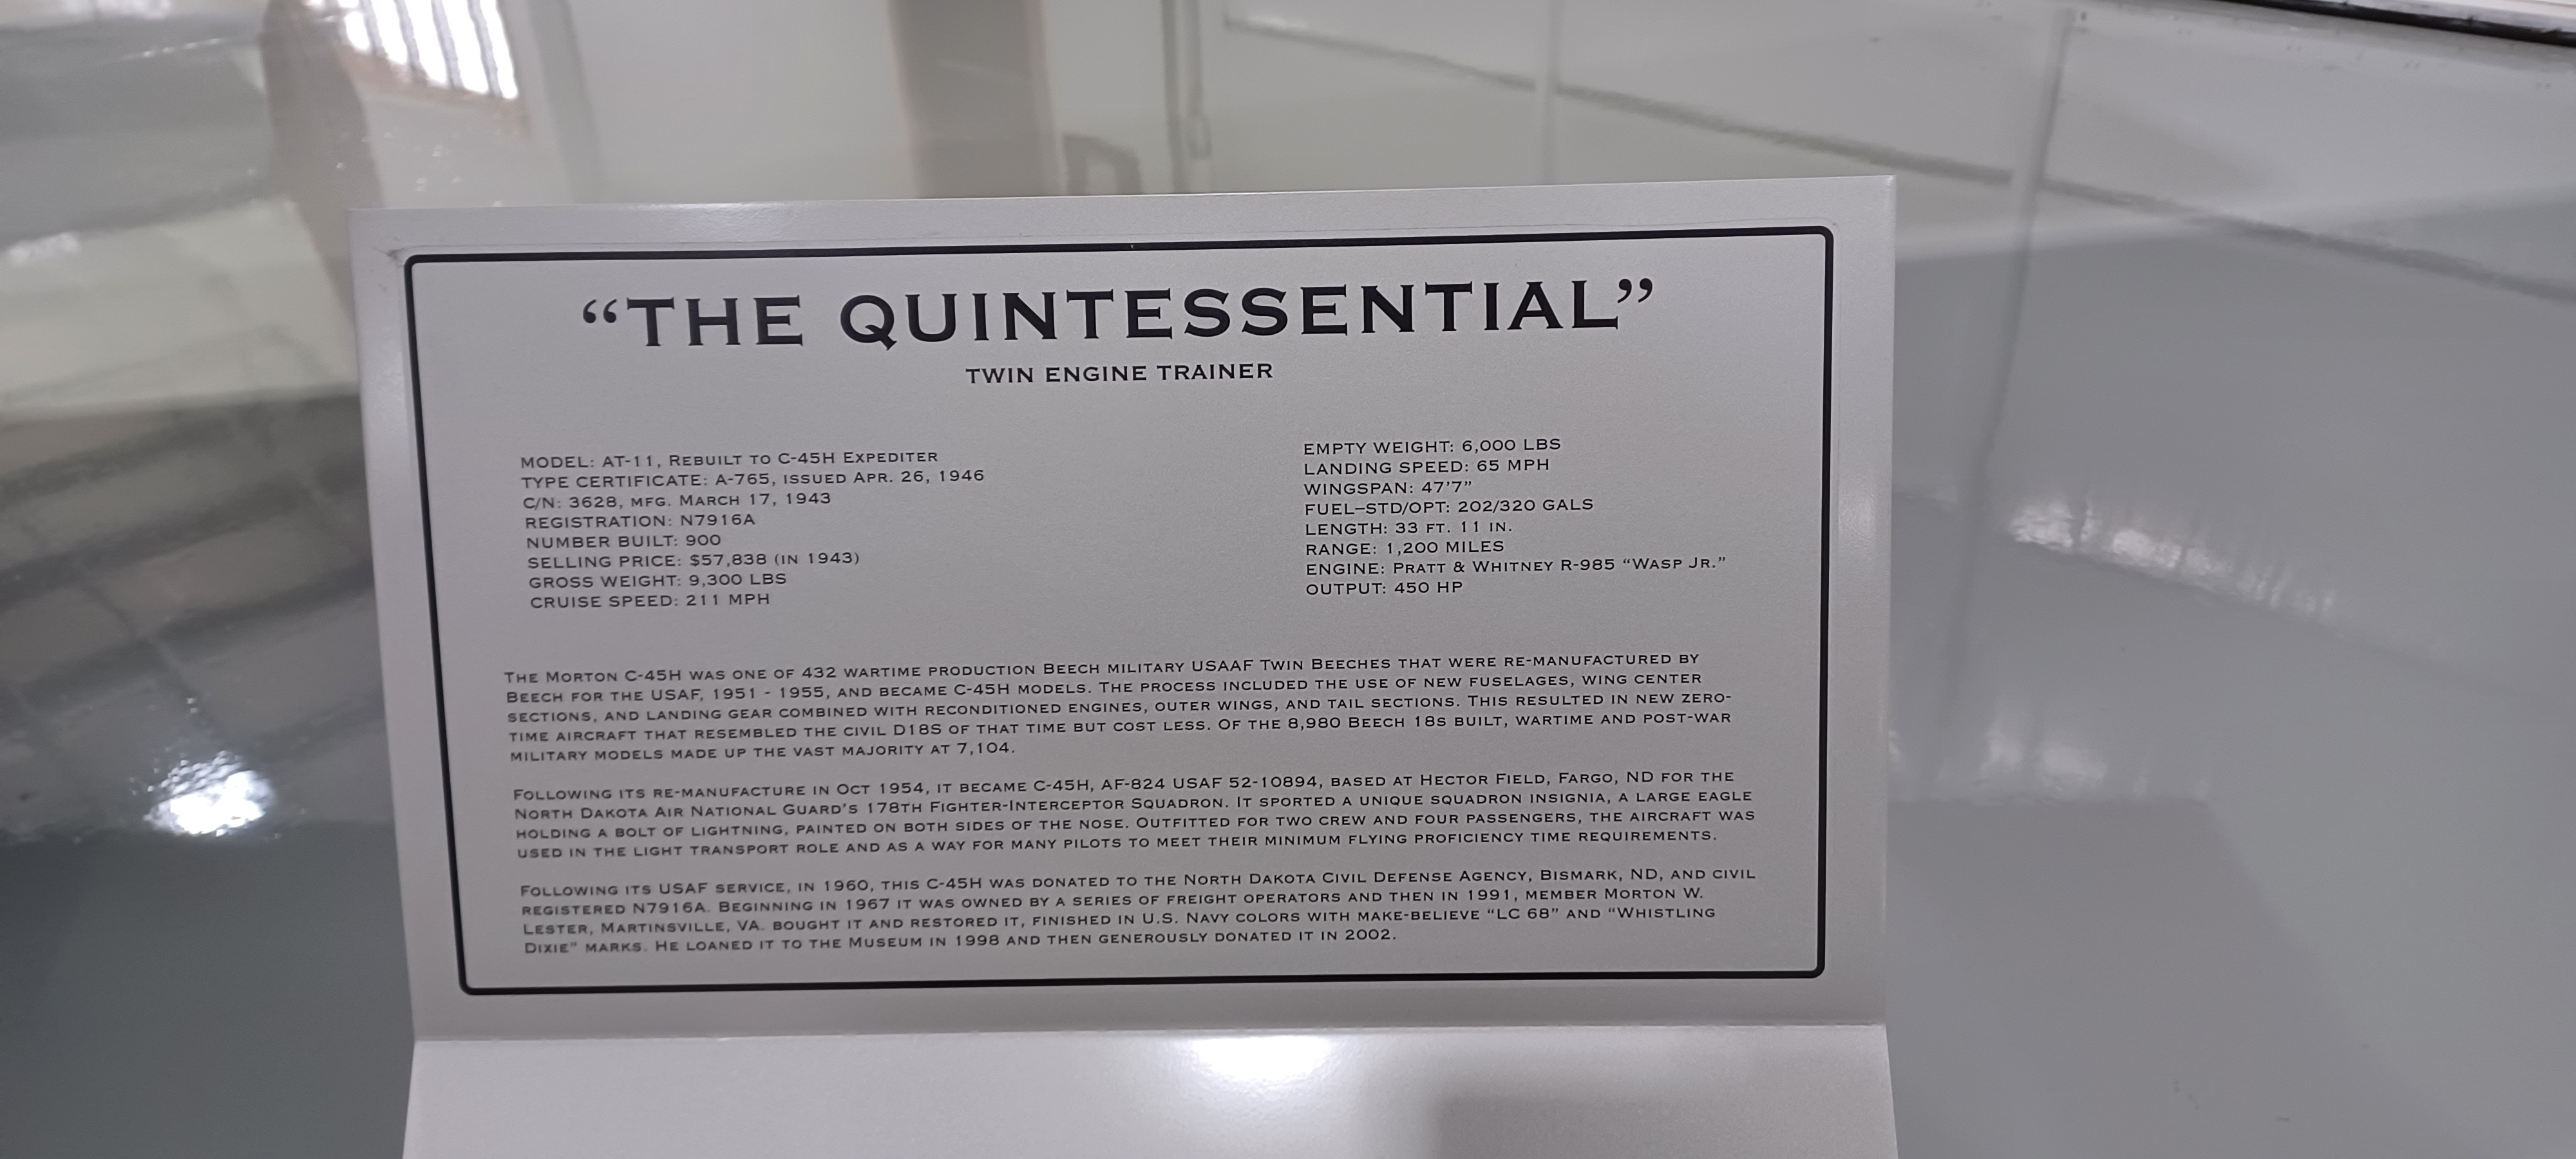 “THE QUINTESSENTIAL”
TWIN ENGINE TRAINER
MODEL: AT-11, REBUILT TO C-45H EXPEDITER
TYPE CERTIFICATE: A-765, ISSUED APR. 26, 1946
C/N: 3628, MFG. MARCH 17, 1943
REGISTRATION: N7916A
NUMBER BUILT: 900
SELLING PRICE: $57,838 (IN 1943)
GROSS WEIGHT: 9,300 LBS
CRUISE SPEED: 211 MPH
EMPTY WEIGHT: 6,000 LBS
LANDING SPEED: 65 MPH
WINGSPAN: 47'7”
FUEL–STD/OPT: 202/320 GALS
LENGTH: 33 FT. 11 IN.
RANGE: 1,200 MILES
ENGINE: PRATT & WHITNEY R-985 “WASP JR.”
OUTPUT: 450 HP
THE MORTON C-45H WAS ONE OF 432 WARTIME PRODUCTION BEECH MILITARY USAAF TWIN BEECHES THAT WERE RE-MANUFACTURED BY
BEECH FOR THE USAF, 1951 - 1955, AND BECAME C-45H MODELS. THE PROCESS INCLUDED THE USE OF NEW FUSELAGES, WING CENTER
SECTIONS, AND LANDING GEAR COMBINED WITH RECONDITIONED ENGINES, OUTER WINGS, AND TAIL SECTIONS. THIS RESULTED IN NEW ZERO-
TIME AIRCRAFT THAT RESEMBLED THE CIVIL D18S OF THAT TIME BUT COST LESS. OF THE 8,980 BEECH 18S BUILT, WARTIME AND POST-WAR
MILITARY MODELS MADE UP THE VAST MAJORITY AT 7,104.
FOLLOWING ITS RE-MANUFACTURE IN OCT 1954, IT BECAME C-45H, AF-824 USAF 52-10894, BASED AT HECTOR FIELD, FARGO, ND FOR THE
NORTH DAKOTA AIR NATIONAL GUARD'S 178TH FIGHTER-INTERCEPTOR SQUADRON. IT SPORTED A UNIQUE SQUADRON INSIGNIA, A LARGE EAGLE
HOLDING A BOLT OF LIGHTNING, PAINTED ON BOTH SIDES OF THE NOSE. OUTFITTED FOR TWO CREW AND FOUR PASSENGERS, THE AIRCRAFT WAS
USED IN THE LIGHT TRANSPORT ROLE AND AS A WAY FOR MANY PILOTS TO MEET THEIR MINIMUM FLYING PROFICIENCY TIME REQUIREMENTS.
FOLLOWING ITS USAF SERVICE, IN 1960, THIS C-45H WAS DONATED TO THE NORTH DAKOTA CIVIL DEFENSE AGENCY, BISMARK, ND, AND CIVIL
REGISTERED N7916A. BEGINNING IN 1967 IT WAS OWNED BY A SERIES OF FREIGHT OPERATORS AND THEN IN 1991, MEMBER MORTON W.
LESTER, MARTINSVILLE, VA. BOUGHT IT AND RESTORED IT, FINISHED IN U.S. NAVY COLORS WITH MAKE-BELIEVE “LC 68” AND “WHISTLING
DIXIE” MARKS. HE LOANED IT TO THE MUSEUM IN 1998 AND THEN GENEROUSLY DONATED IT IN 2002.